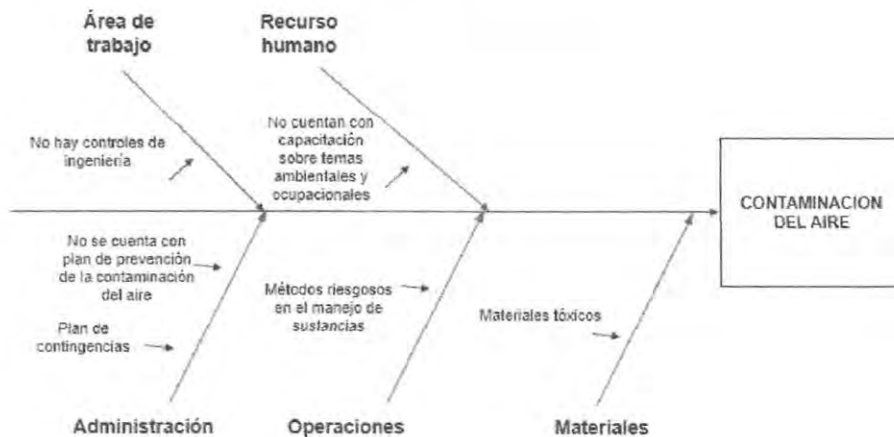 Área de
trabajo
Recurso
humano
No hay controles de
ingeniería
No cuentan con
capacitación
sobre temas
ambientales y
ocupacionales
CONTAMINACION
DEL AIRE
No se cuenta con
plan de prevención
de la contaminación
del aire
Plan de
contingencias
Métodos riesgosos
en el manejo de
sustancias
Materiales tóxicos
Administración
Operaciones
Materiales